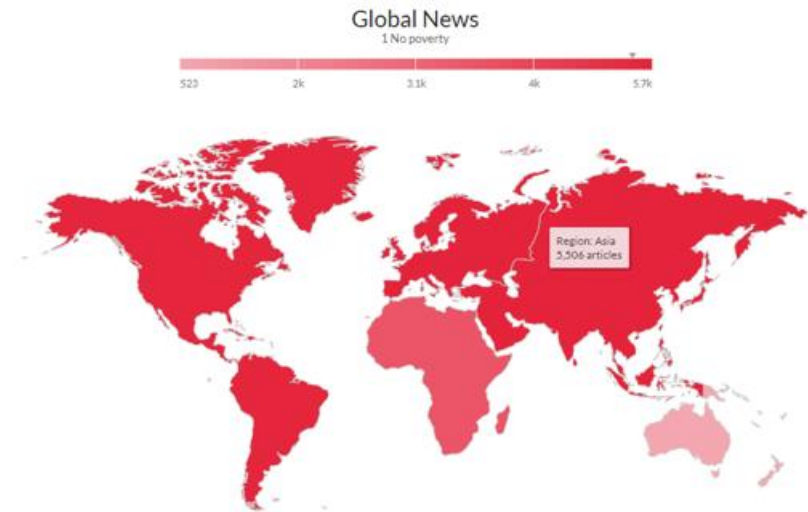 Global News
1 No poverty
523 2k 3.1k 4k 5.7k
Region: Asia
5,506 articles